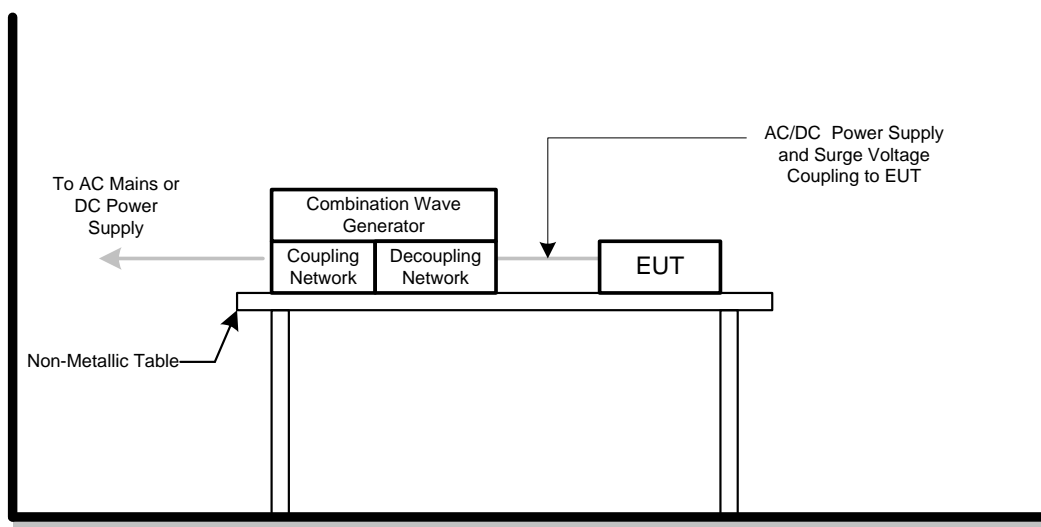 AC/DC Power Supply
and Surge Voltage
Coupling to EUT
To AC Mains or
DC Power
Supply
Combination Wave
Generator
Coupling
Network
Decoupling
Network
EUT
Non-Metallic Table